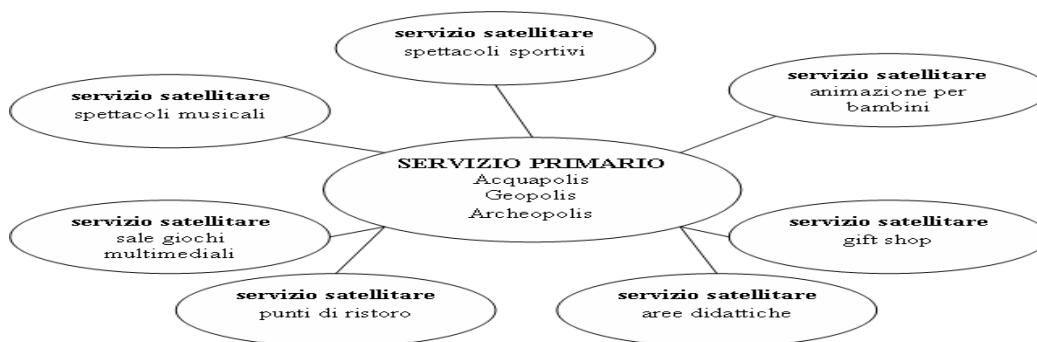 servizio satellitare
spettacoli sportivi
servizio satellitare
animazione per
bambini
servizio satellitare
spettacoli musicali
SERVIZIO PRIMARIO
Acquapolis
Geopolis
Archeopolis
servizio satellitare
sale giochi
multimediali
servizio satellitare
gift shop
servizio satellitare
punti di ristoro
servizio satellitare
aree didattiche